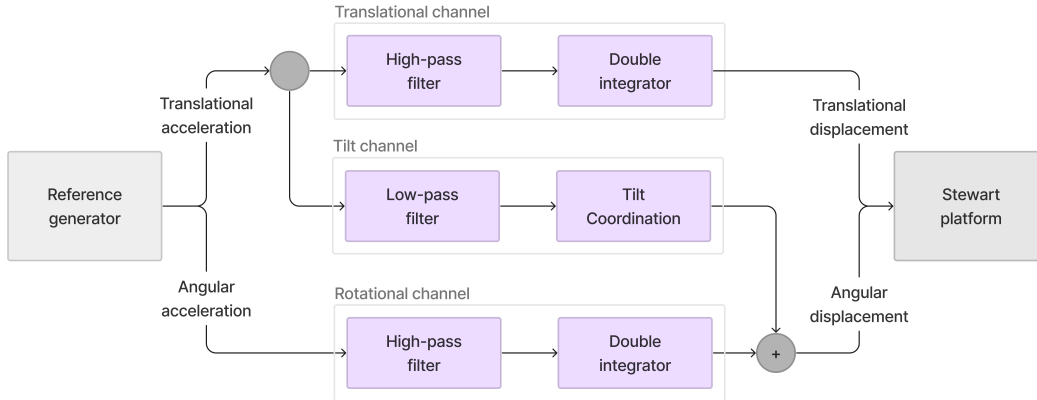 Translational channel
High-pass
filter
Double
integrator
Translational
acceleration
Translational
displacement
Tilt channel
Reference
generator
Low-pass
filter
Tilt
Coordination
Stewart
platform
Angular
acceleration
Rotational channel
High-pass
filter
Double
integrator
+
Angular
displacement